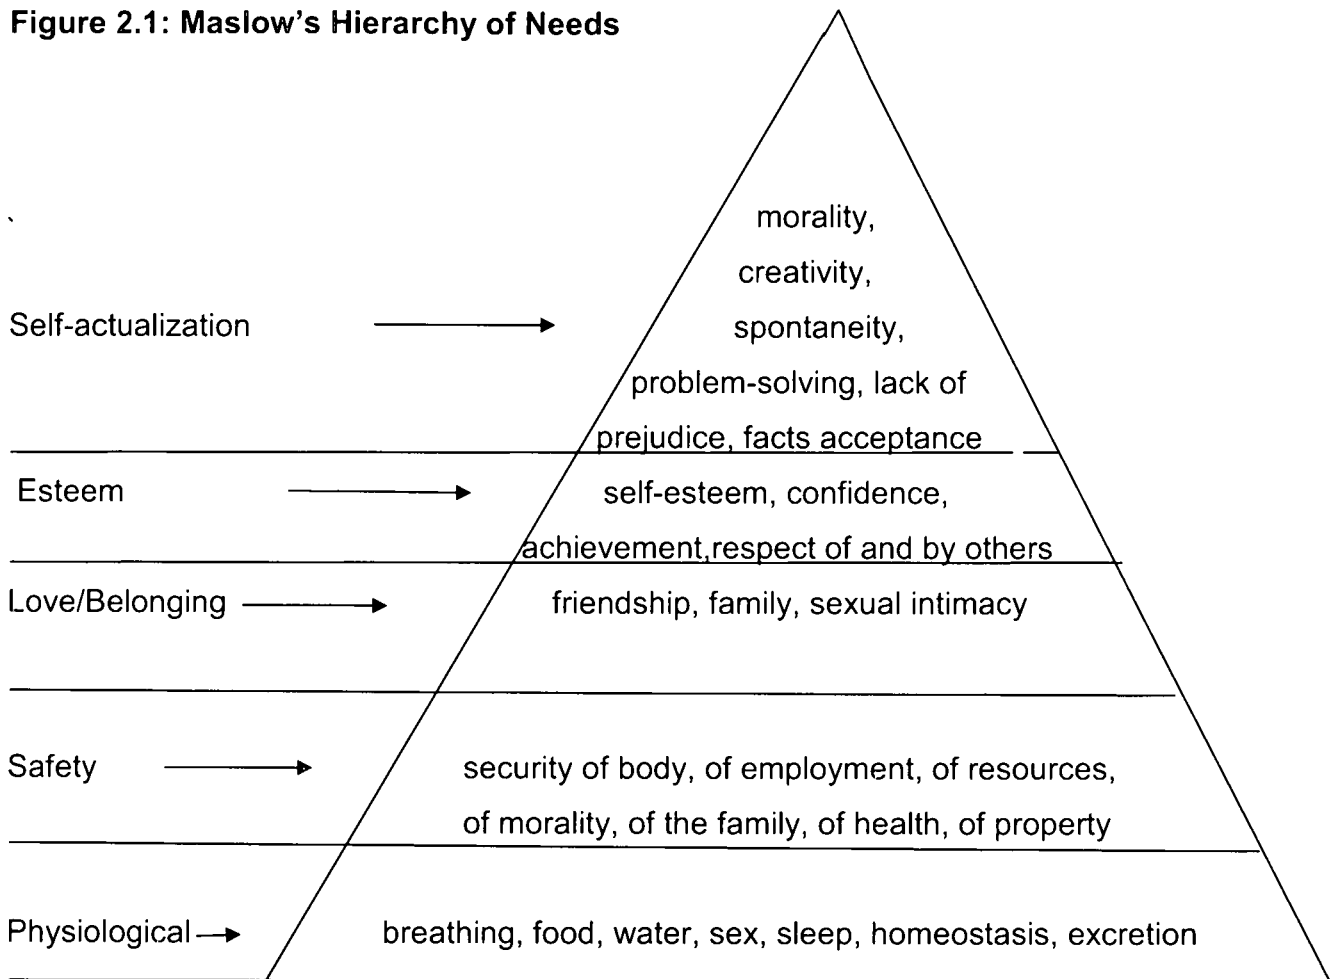 Figure 2.1: Maslow's Hierarchy of Needs
morality,
creativity,
Self-actualization spontaneity,
problem-solving, lack of
prejudice, facts acceptance
Esteem self-esteem, confidence,
achievement,respect of and by others
Love/Belonging friendship, family, sexual intimacy
Safety security of body, of employment, of resources,
of morality, of the family, of health, of property
Physiological breathing, food, water, sex, sleep, homeostasis, excretion